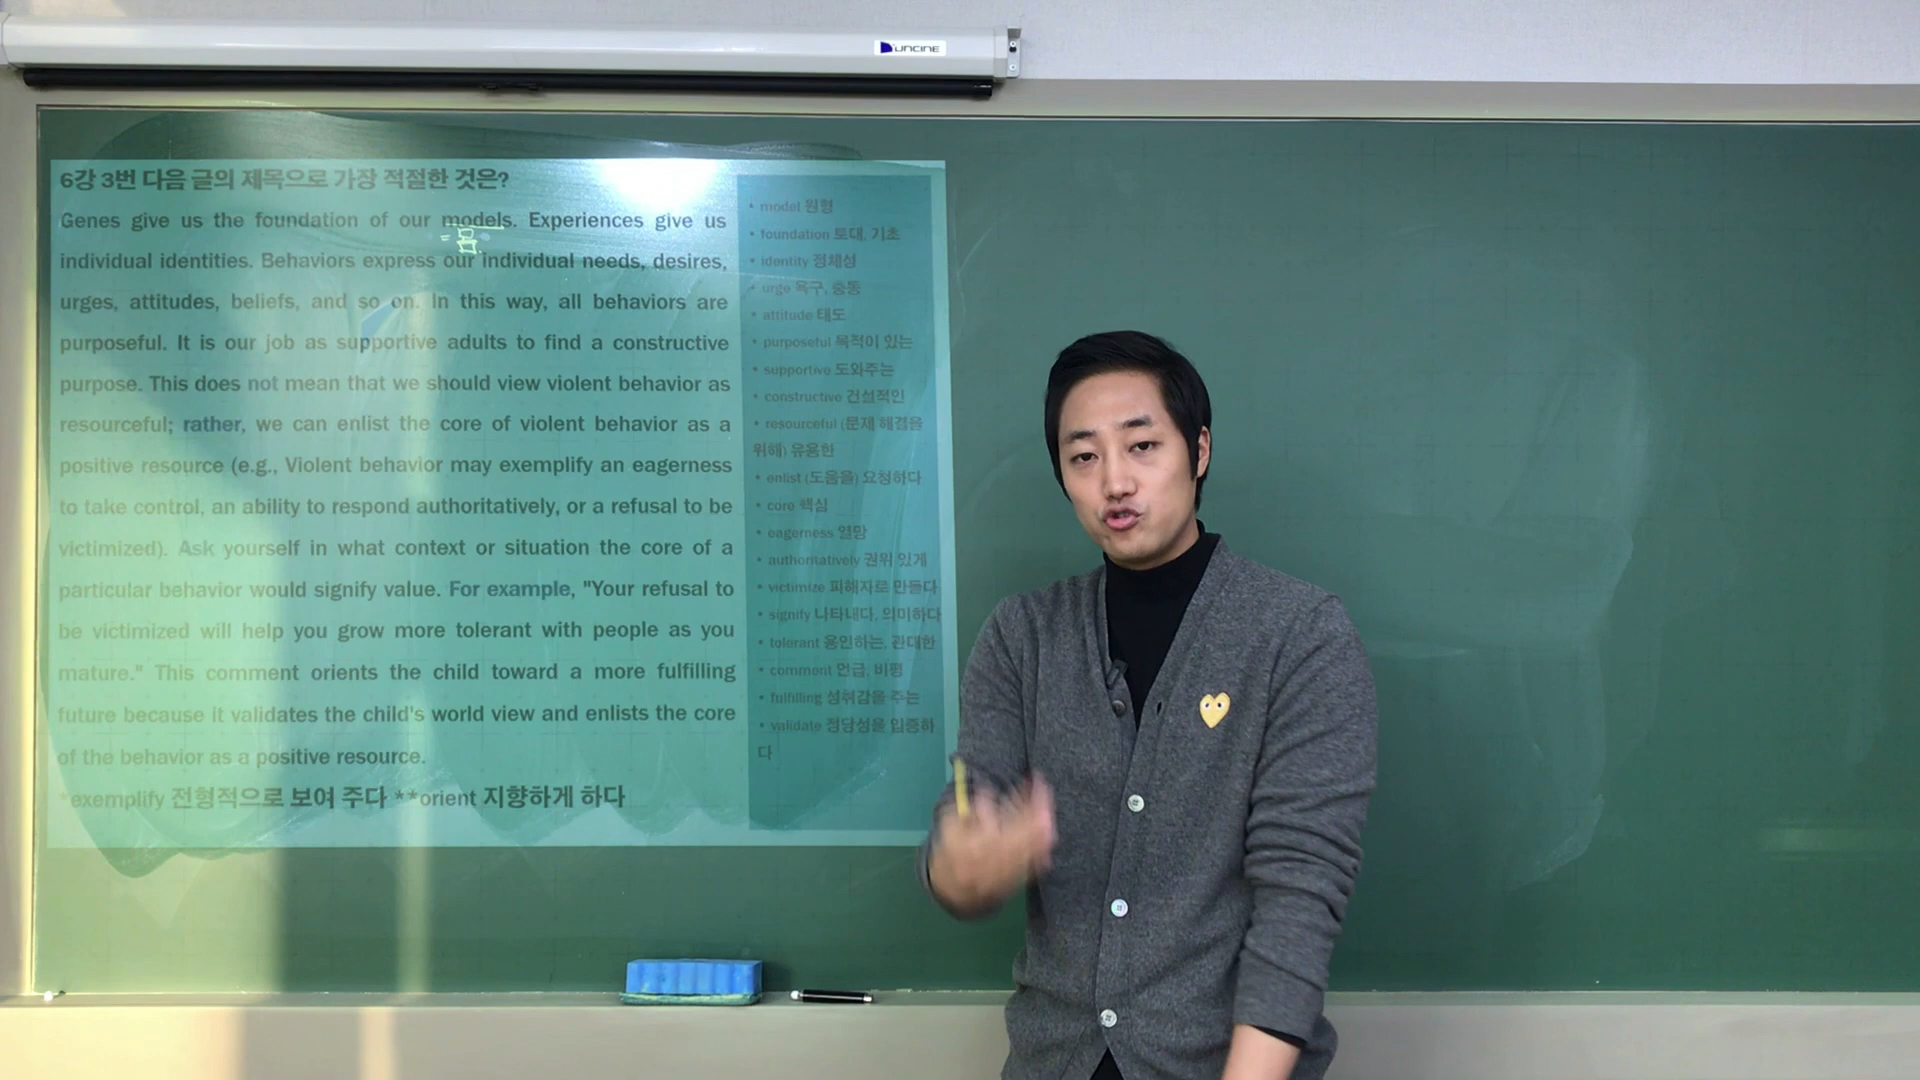 UNCINE
6강 3번 다음 글의 제목으로 가장 적절한 것은?
Genes give us the foundation of our models. Experiences give us
= 몸
individual identities. Behaviors express our individual needs, desires,
urges, attitudes, beliefs, and so on. In this way, all behaviors are
purposeful. It is our job as supportive adults to find a constructive
purpose. This does not mean that we should view violent behavior as
resourceful; rather, we can enlist the core of violent behavior as a
positive resource (e.g., Violent behavior may exemplify an eagerness
to take control, an ability to respond authoritatively, or a refusal to be
victimized). Ask yourself in what context or situation the core of a
particular behavior would signify value. For example, "Your refusal to
be victimized will help you grow more tolerant with people as you
mature." This comment orients the child toward a more fulfilling
future because it validates the child's world view and enlists the core
of the behavior as a positive resource.
*exemplify 전형적으로 보여 주다 **orient 지향하게 하다
• model 원형
• foundation 토대, 기초
• identity 정체성
• urge 욕구, 충동
• attitude 태도
• purposeful 목적이 있는
• supportive 도와주는
• constructive 건설적인
• resourceful (문제 해결을
위해) 유용한
• enlist (도움을) 요청하다
• core 핵심
• eagerness 열망
• authoritatively 권위 있게
• victimize 피해자로 만들다
• signify 나타내다, 의미하다
• tolerant 용인하는, 관대한
• comment 언급, 비평
• fulfilling 성취감을 주는
• validate 정당성을 입증하
다